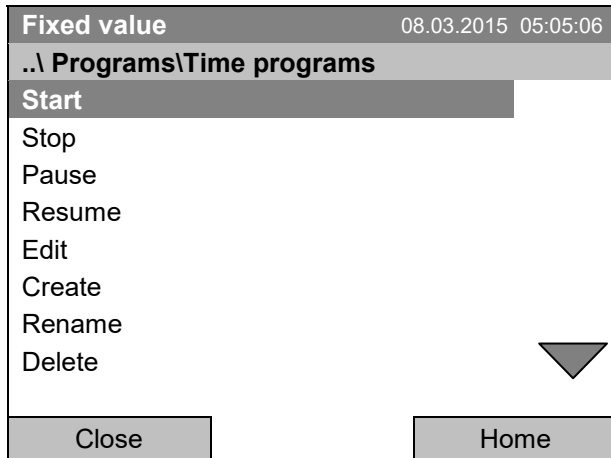 Fixed value 08.03.2015 05:05:06
..\ Programs\Time programs
Start
Stop
Pause
Resume
Edit
Create
Rename
Delete
Close Home